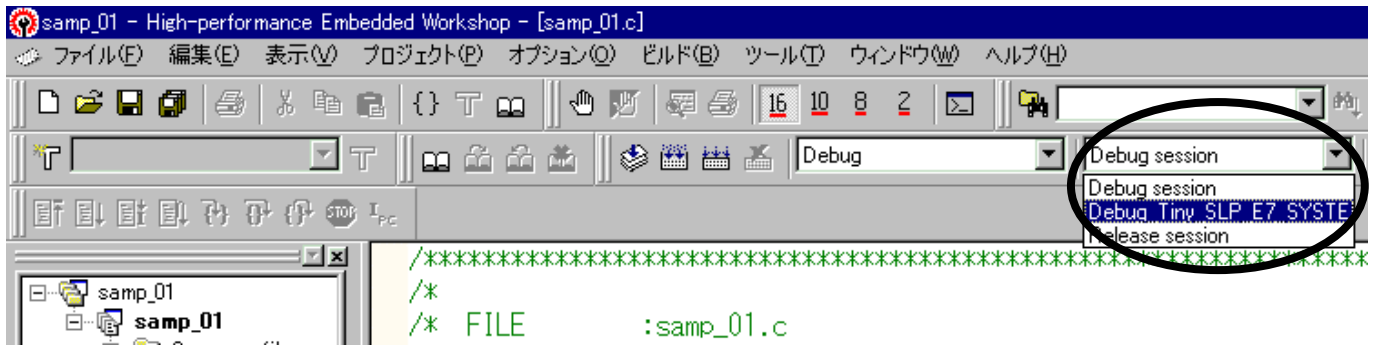 samp_01 - High-performance Embedded Workshop - [samp_01.c]
ファイル(F) 編集(E) 表示(V) プロジェクト(P) オプション(O) ビルド(B) ツール(T) ウィンドウ(W) ヘルプ(H)
{} 16 10 8 2
Debug Debug session
Debug session
Debug Tiny SLP E7 SYSTE
Release session
STOP IPC
/****************************************************************
samp_01 /*
samp_01 /* FILE :samp_01.c